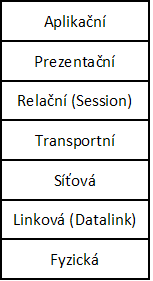 Aplikační
Prezentační
Relační (Session)
Transportní
Síťová
Linková (Datalink)
Fyzická